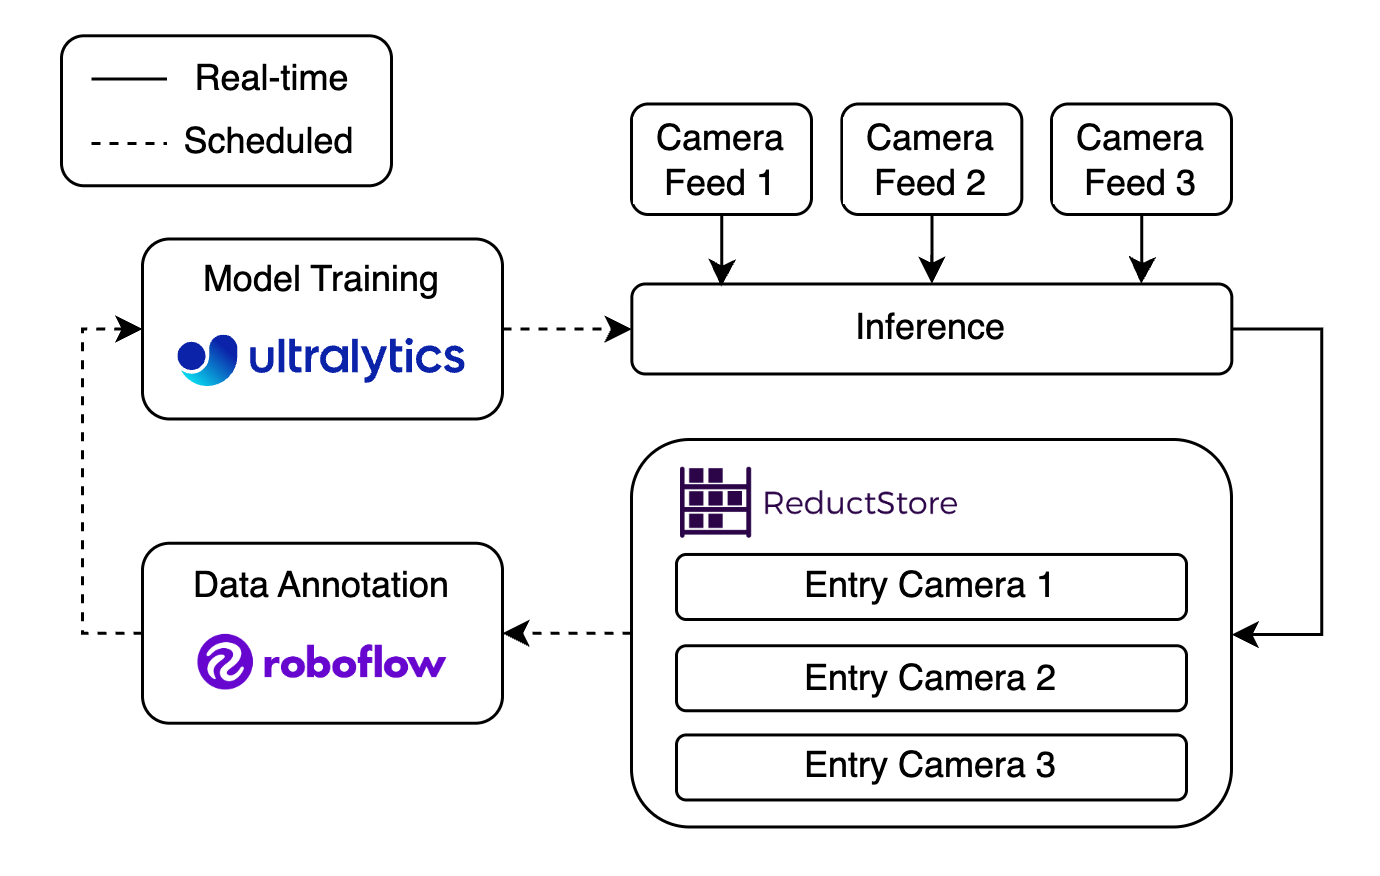 Real-time
Scheduled
Camera
Feed 1
Camera
Feed 2
Camera
Feed 3
Model Training
ultralytics
Inference
ReductStore
Entry Camera 1
Entry Camera 2
Entry Camera 3
Data Annotation
roboflow